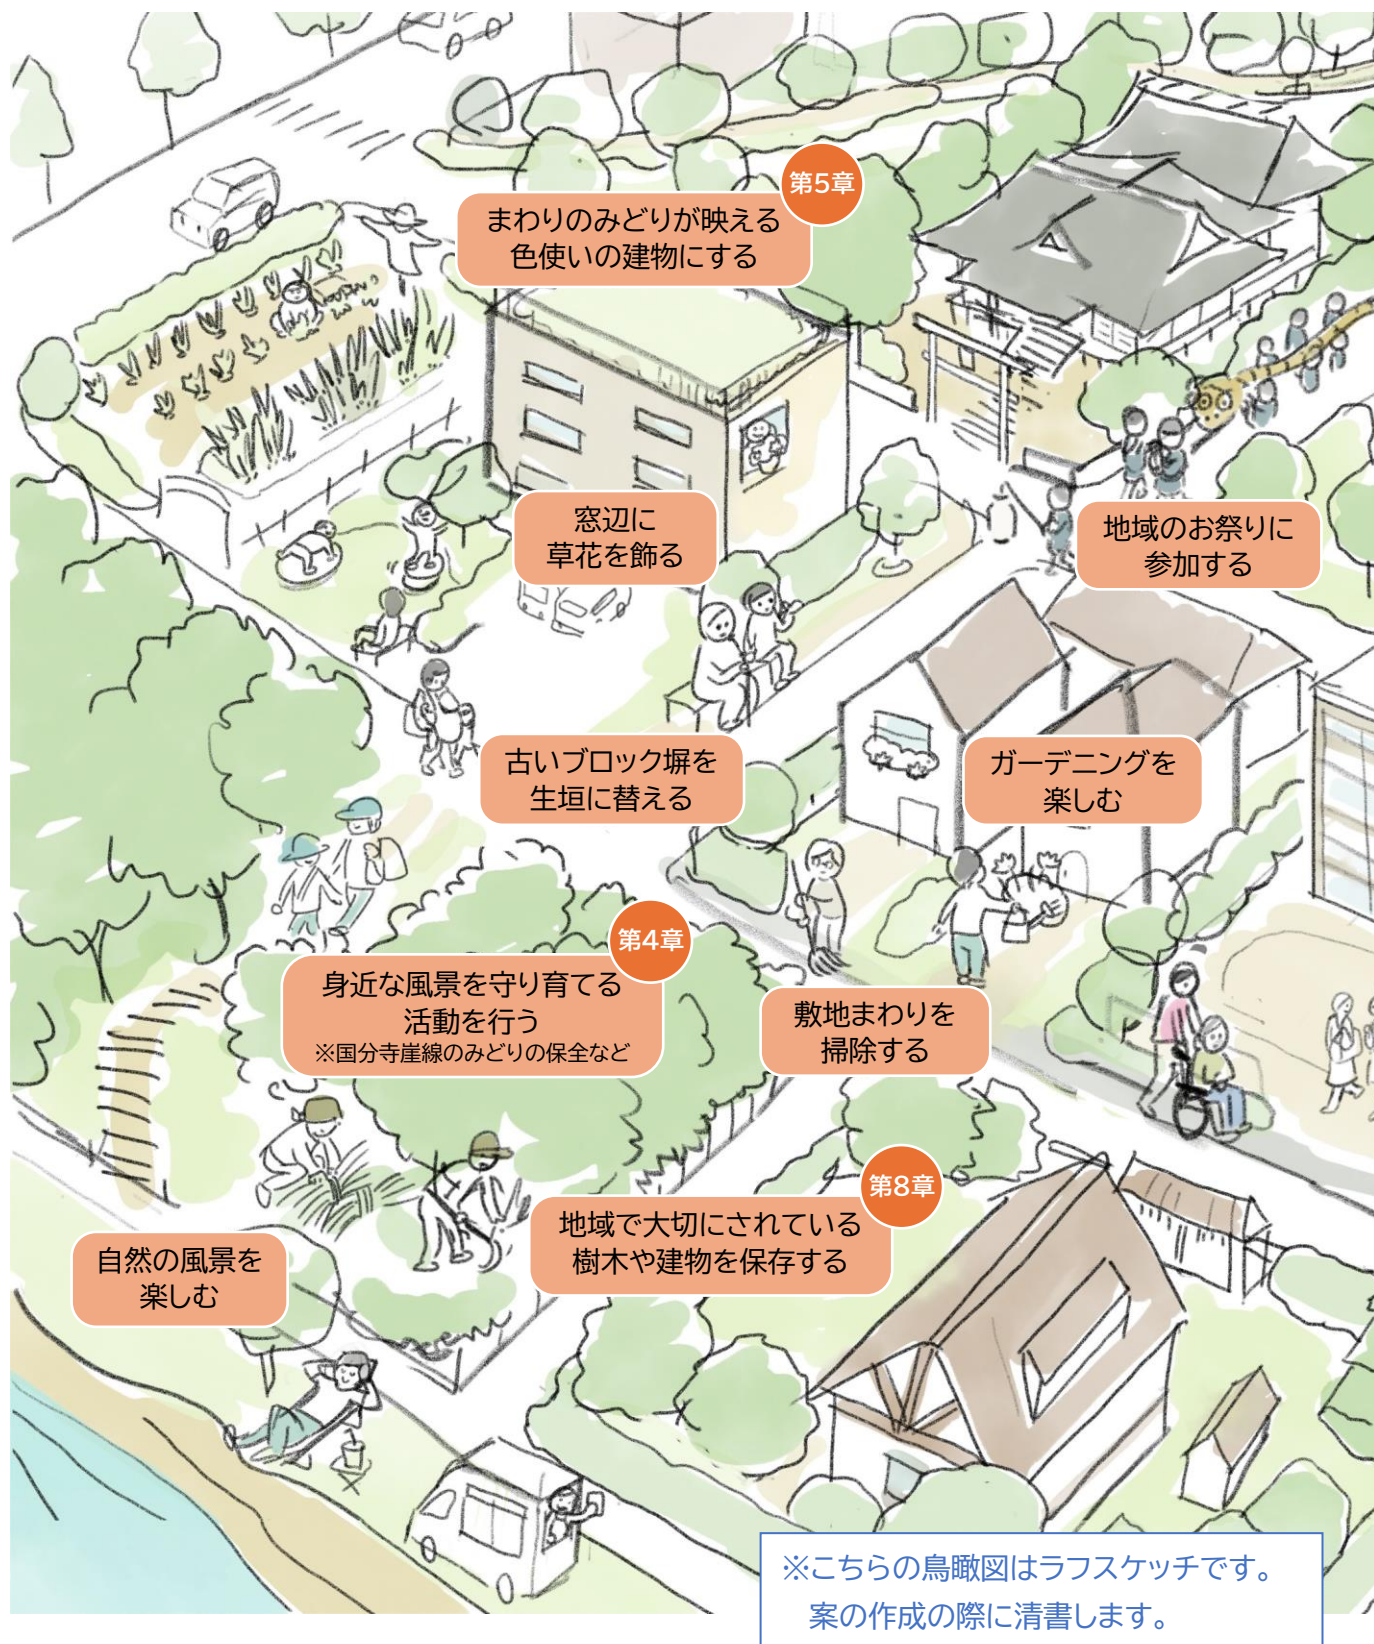 第5章
まわりのみどりが映える
色使いの建物にする
窓辺に
草花を飾る
地域のお祭りに
参加する
古いブロック塀を
生垣に替える
ガーデニングを
楽しむ
第4章
身近な風景を守り育てる
活動を行う
※国分寺崖線のみどりの保全など
敷地まわりを
掃除する
第8章
地域で大切にされている
樹木や建物を保存する
自然の風景を
楽しむ
※こちらの鳥瞰図はラフスケッチです。
案の作成の際に清書します。